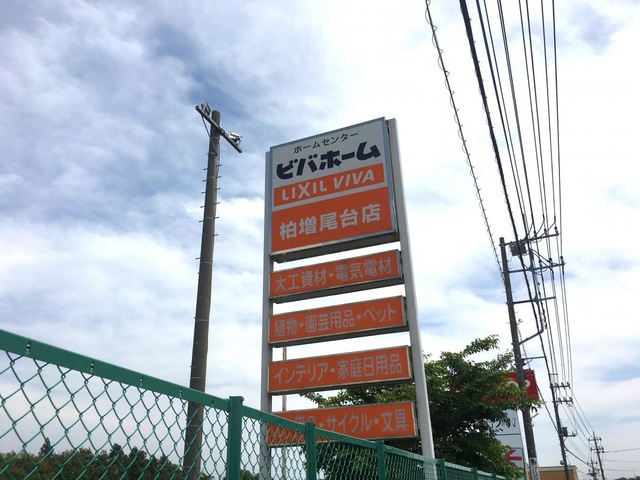 ホームセンター
ビバホーム
LIXIL VIVA
柏増尾台店
大工資材・電気電材
植物・園芸用品・ペット
インテリア・家庭日用品
・サイクル・文具